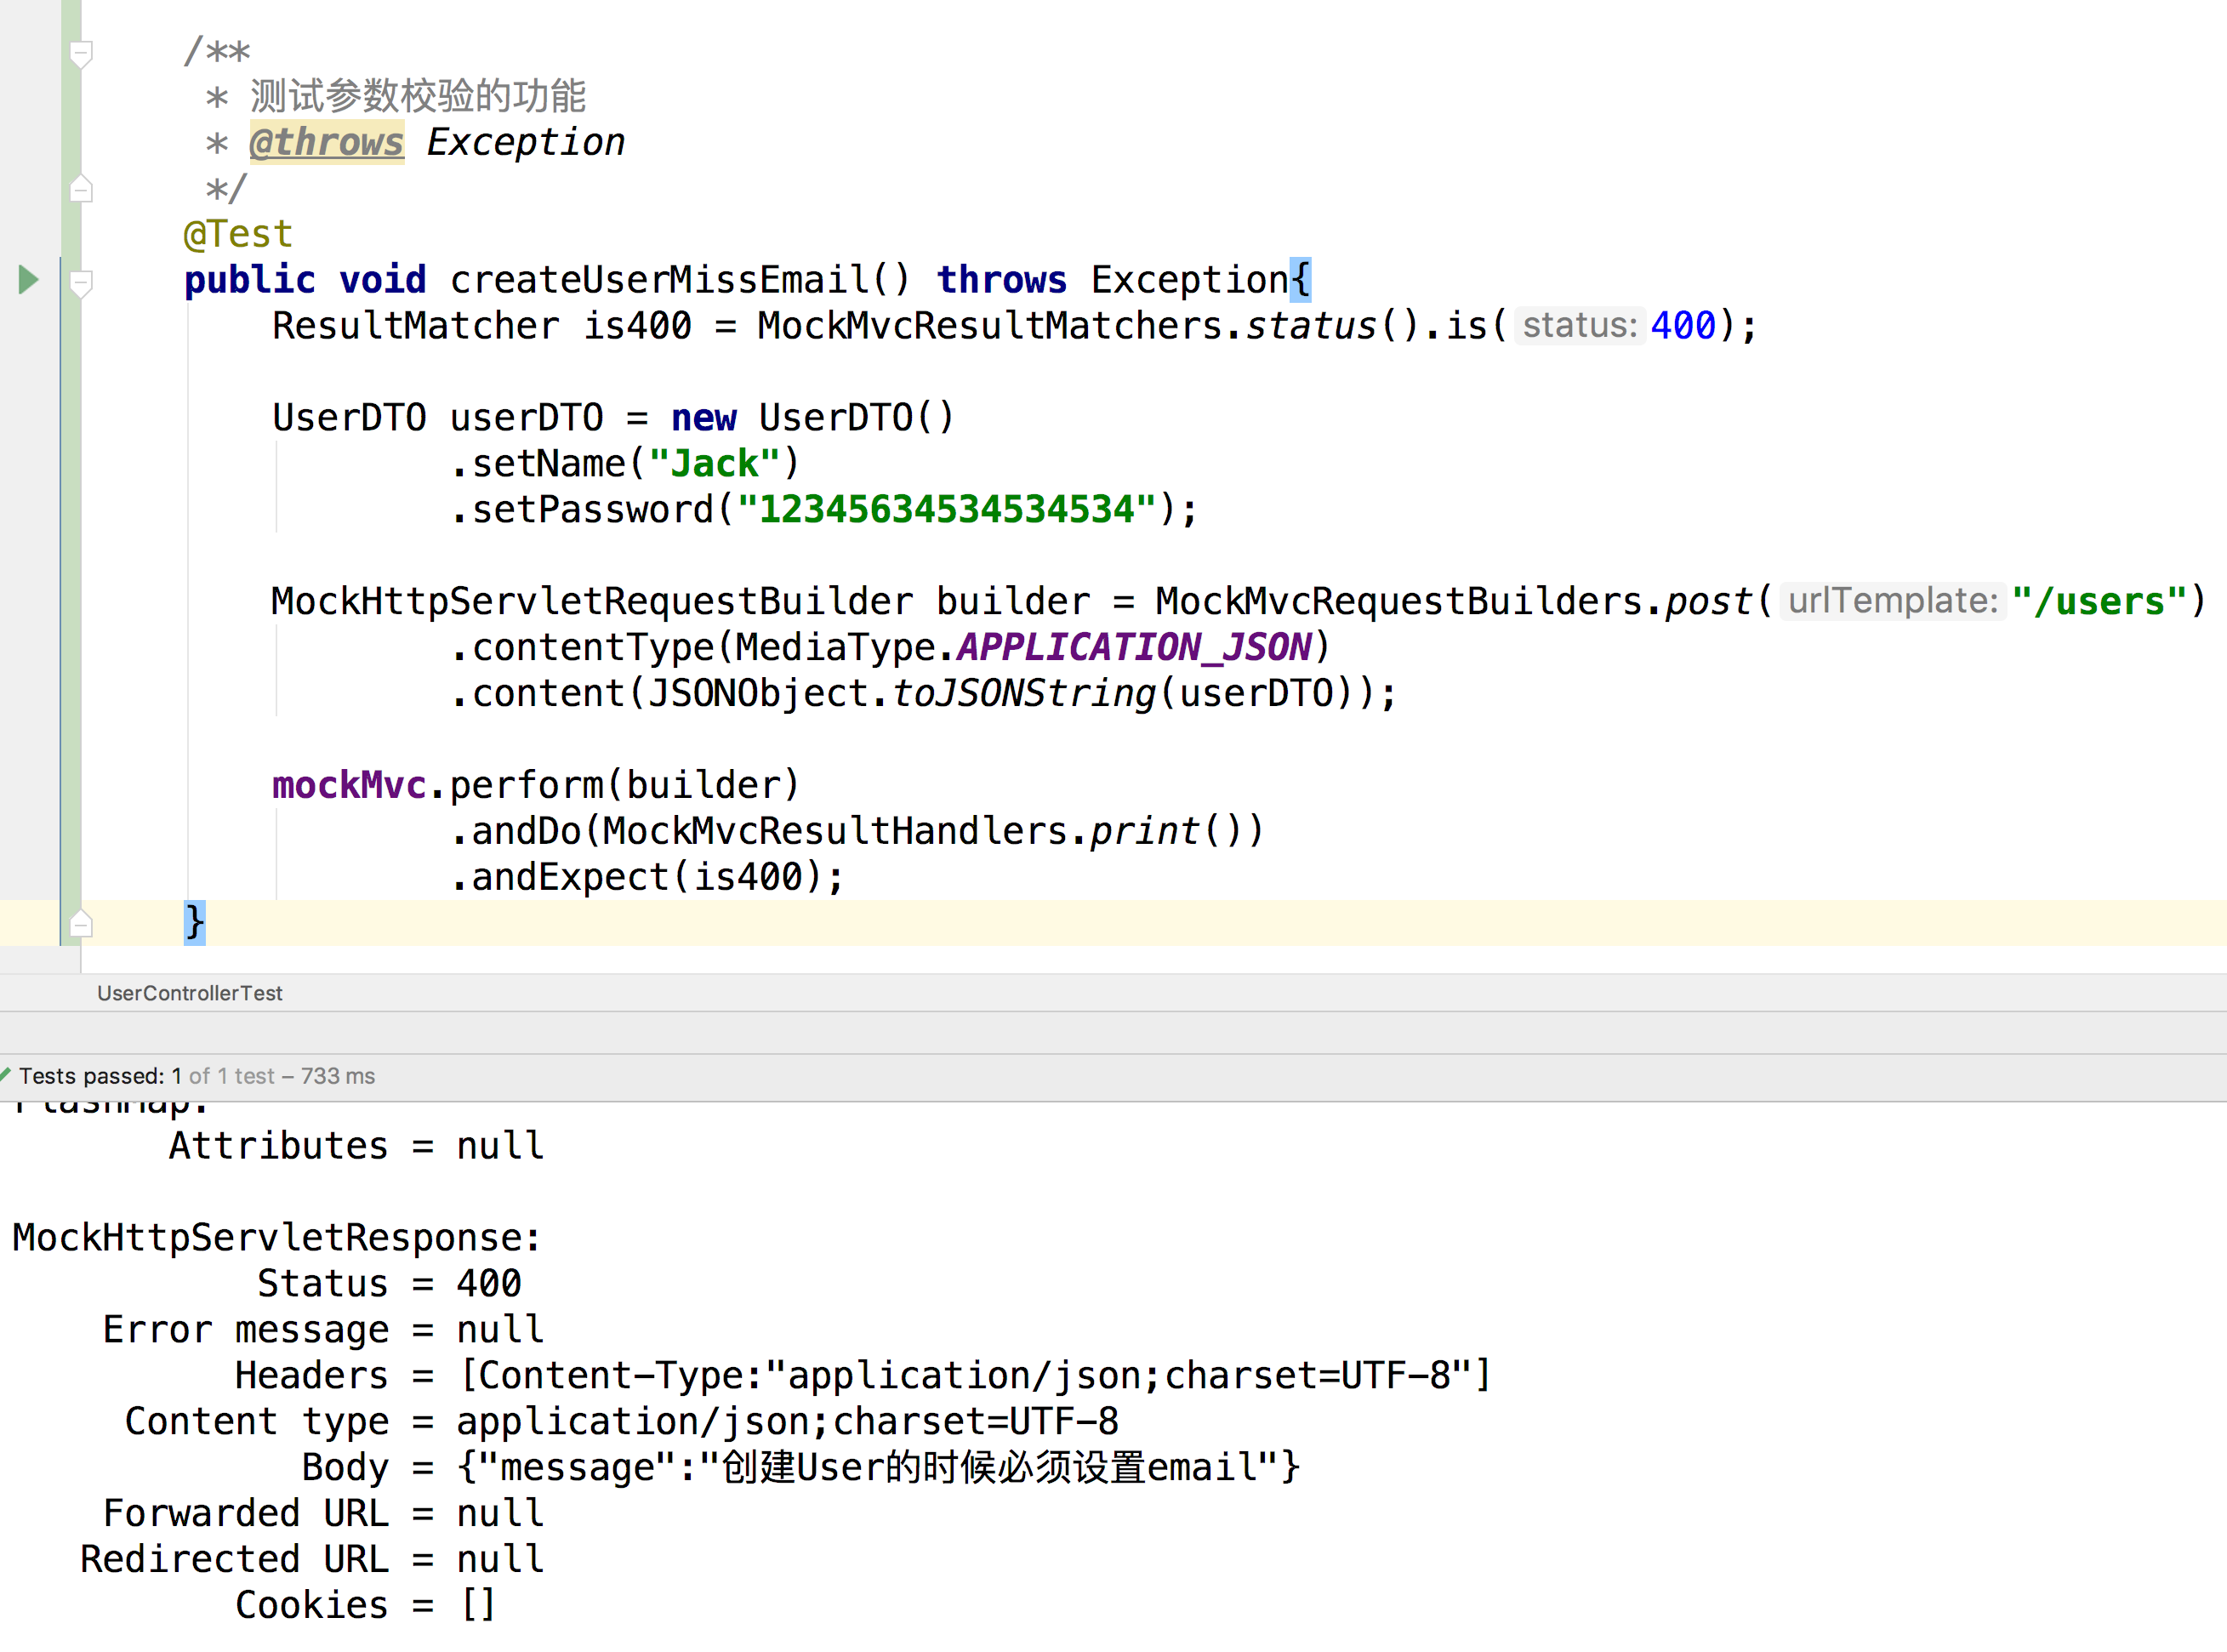 /**
* 测试参数校验的功能
* @throws Exception
*/
@Test
public void createUserMissEmail() throws Exception{
ResultMatcher is400 = MockMvcResultMatchers.status().is( status: 400);
UserDTO userDTO = new UserDTO()
.setName("Jack")
.setPassword("12345634534534534");
MockHttpServletRequestBuilder builder = MockMvcRequestBuilders.post( urlTemplate: "/users")
.contentType(MediaType.APPLICATION_JSON)
.content(JSONObject.toJSONString(userDTO));
mockMvc.perform(builder)
.andDo(MockMvcResultHandlers.print())
.andExpect(is400);
}
UserControllerTest
Tests passed: 1 of 1 test – 733 ms
FlashMap:
Attributes = null
MockHttpServletResponse:
Status = 400
Error message = null
Headers = [Content-Type:"application/json;charset=UTF-8"]
Content type = application/json;charset=UTF-8
Body = {"message":"创建User的时候必须设置email"}
Forwarded URL = null
Redirected URL = null
Cookies = []